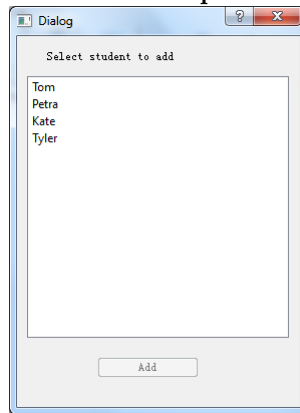 Dialog
Select student to add
Tom
Petra
Kate
Tyler
Add